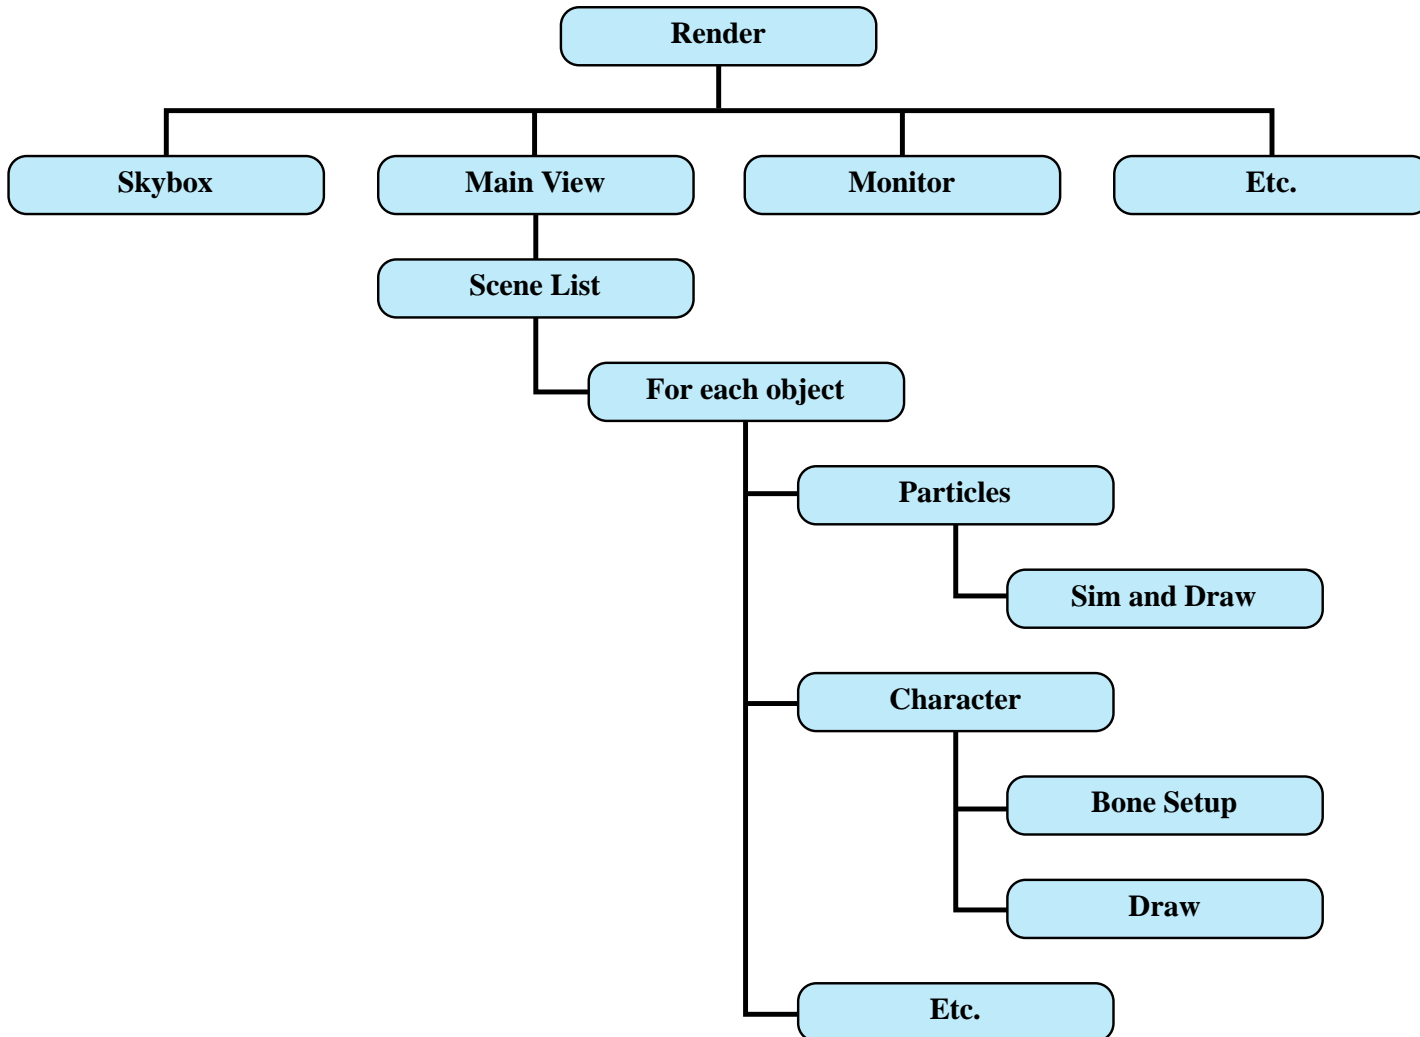 Render
Skybox
Main View
Monitor
Etc.
Scene List
For each object
Particles
Sim and Draw
Character
Bone Setup
Draw
Etc.